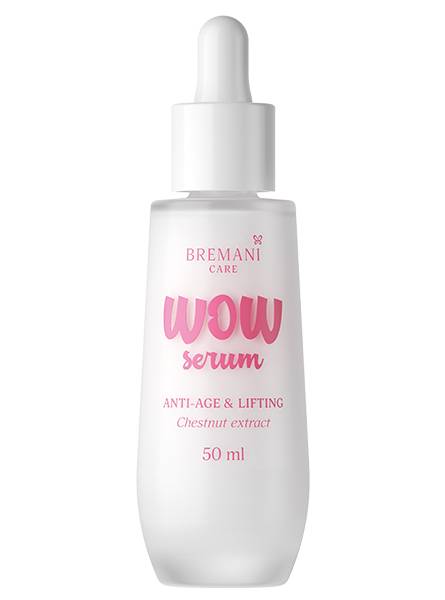 BREMANI
CARE
WOW
serum
ANTI-AGE & LIFTING
Chestnut extract
50 ml